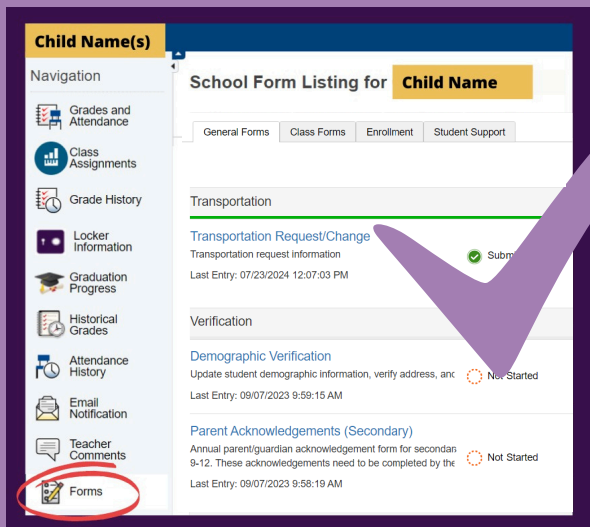 Child Name(s)
Navigation
Grades and
Attendance
Class
Assignments
Grade History
Locker
Information
Graduation
Progress
Historical
Grades
Attendance
History
Email
Notification
Teacher
Comments
Forms
School Form Listing for Child Name
General Forms Class Forms Enrollment Student Support
Transportation
Transportation Request/Change
Transportation request information
Last Entry: 07/23/2024 12:07:03 PM
Verification
Demographic Verification
Update student demographic information, verify address, and
Not Started
Last Entry: 09/07/2023 9:59:15 AM
Parent Acknowledgements (Secondary)
Annual parent/guardian acknowledgement form for secondar
9-12. These acknowledgements need to be completed by the
Not Started
Last Entry: 09/07/2023 9:58:19 AM